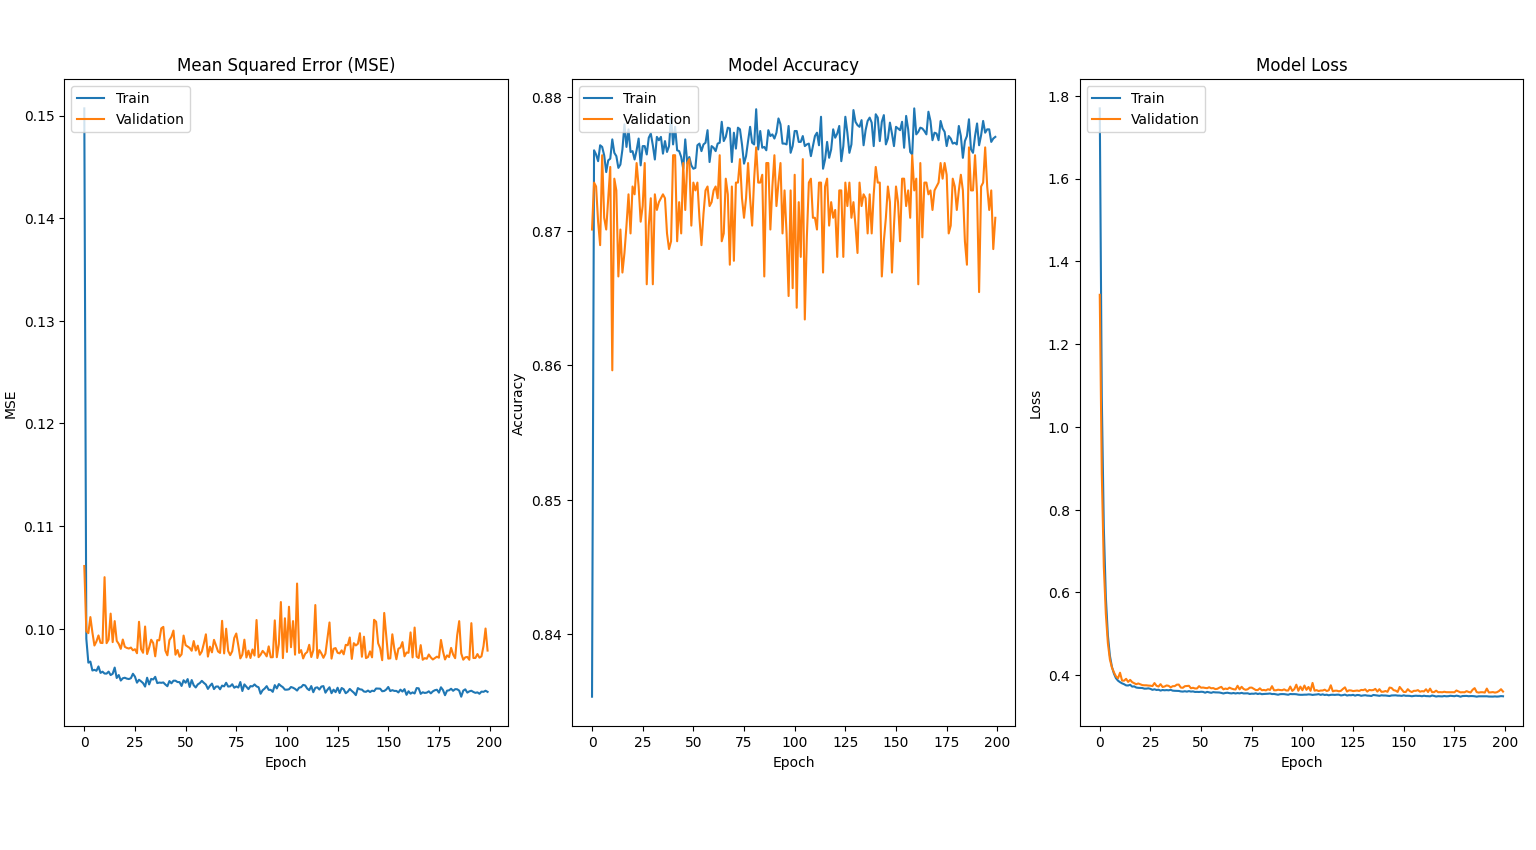 Mean Squared Error (MSE)
Train
Validation
0.15
0.14
0.13
0.12
0.11
0.10
MSE
0 25 50 75 100 125 150 175 200
Epoch
Model Accuracy
Train
Validation
0.88
0.87
0.86
0.85
0.84
Accuracy
0 25 50 75 100 125 150 175 200
Epoch
Model Loss
Train
Validation
1.8
1.6
1.4
1.2
1.0
0.8
0.6
0.4
Loss
0 25 50 75 100 125 150 175 200
Epoch